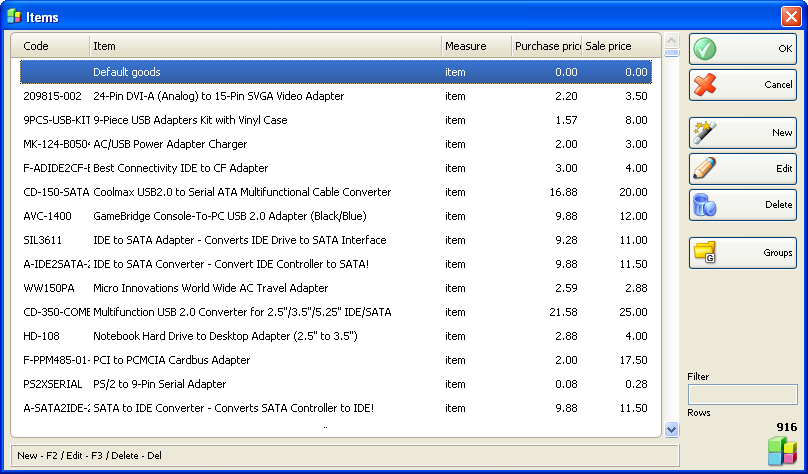 Items
Code Item Measure Purchase pric Sale price
Default goods item 0.00 0.00
209815-002 24-Pin DVI-A (Analog) to 15-Pin SVGA Video Adapter item 2.20 3.50
9PCS-USB-KIT 9-Piece USB Adapters Kit with Vinyl Case item 1.57 8.00
MK-124-B0504 AC/USB Power Adapter Charger item 2.00 3.00
F-ADIDE2CF-E Best Connectivity IDE to CF Adapter item 3.00 4.00
CD-150-SATA Coolmax USB2.0 to Serial ATA Multifunctional Cable Converter item 16.88 20.00
AVC-1400 GameBridge Console-To-PC USB 2.0 Adapter (Black/Blue) item 9.88 12.00
SIL3611 IDE to SATA Adapter - Converts IDE Drive to SATA Interface item 9.28 11.00
A-IDE2SATA-2 IDE to SATA Converter - Convert IDE Controller to SATA! item 9.88 11.50
WW150PA Micro Innovations World Wide AC Travel Adapter item 2.59 2.88
CD-350-COMB Multifunction USB 2.0 Converter for 2.5"/3.5"/5.25" IDE/SATA item 21.58 25.00
HD-108 Notebook Hard Drive to Desktop Adapter (2.5" to 3.5") item 2.88 4.00
F-PPM485-01- PCI to PCMCIA Cardbus Adapter item 2.00 17.50
PS2XSERIAL PS/2 to 9-Pin Serial Adapter item 0.08 0.28
A-SATA2IDE-2 SATA to IDE Converter - Converts SATA Controller to IDE! item 9.88 11.50
OK
Cancel
New
Edit
Delete
G Groups
Filter
Rows
916
New - F2 / Edit - F3 / Delete - Del